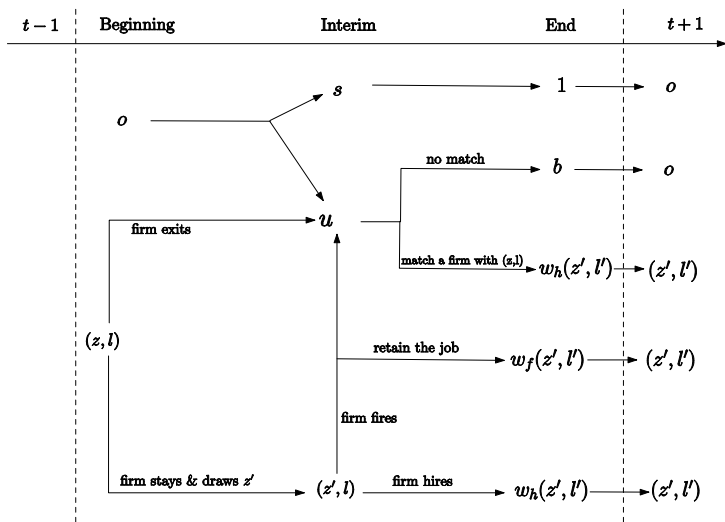 t − 1 Beginning Interim End t + 1
s 1 o
o
no match b o
u
firm exits
match a firm with (z,l) w_h(z′, l′) (z′, l′)
(z, l)
retain the job w_f(z′, l′) (z′, l′)
firm fires
firm stays & draws z′ (z′, l) firm hires w_h(z′, l′) (z′, l′)